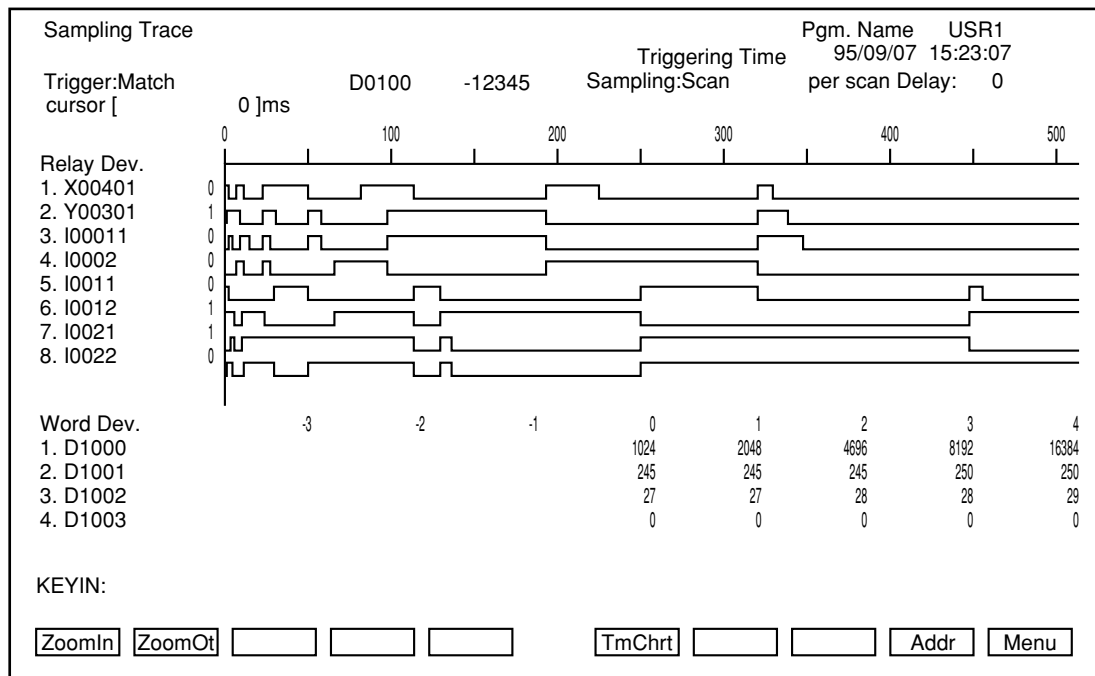 Sampling Trace Pgm. Name USR1
Triggering Time 95/09/07 15:23:07
Trigger:Match D0100 -12345 Sampling:Scan per scan Delay: 0
cursor [ 0 ]ms
0 100 200 300 400 500
Relay Dev.
1. X00401 0
2. Y00301 1
3. I00011 0
4. I0002 0
5. I0011 0
6. I0012 1
7. I0021 1
8. I0022 0
Word Dev. -3 -2 -1 0 1 2 3 4
1. D1000 1024 2048 4696 8192 16384
2. D1001 245 245 245 250 250
3. D1002 27 27 28 28 29
4. D1003 0 0 0 0 0
KEYIN:
ZoomIn ZoomOt TmChrt Addr Menu